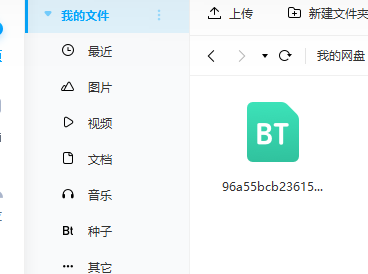 我的文件
最近
图片
视频
文档
音乐
Bt 种子
其它
上传 新建文件夹
我的网盘
BT
96a55bcb23615...